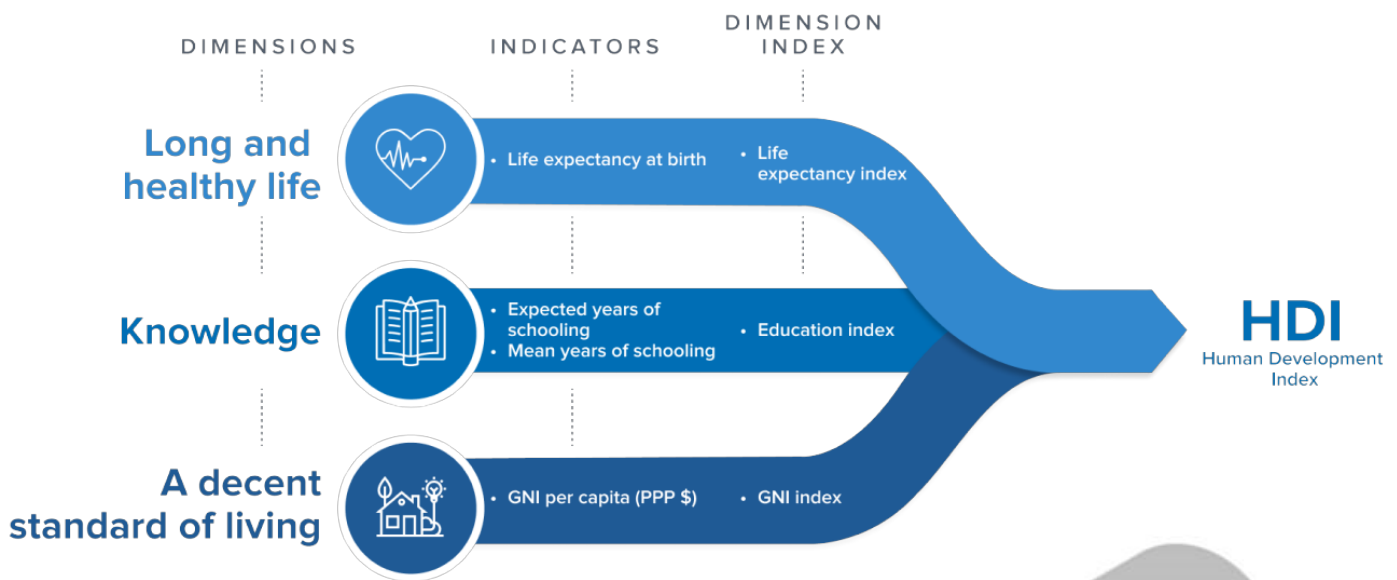 DIMENSIONS
INDICATORS
DIMENSION
INDEX
Long and
healthy life
• Life expectancy at birth
• Life
expectancy index
Knowledge
• Expected years of
schooling
• Mean years of schooling
• Education index
HDI
Human Development
Index
A decent
standard of living
• GNI per capita (PPP $)
• GNI index